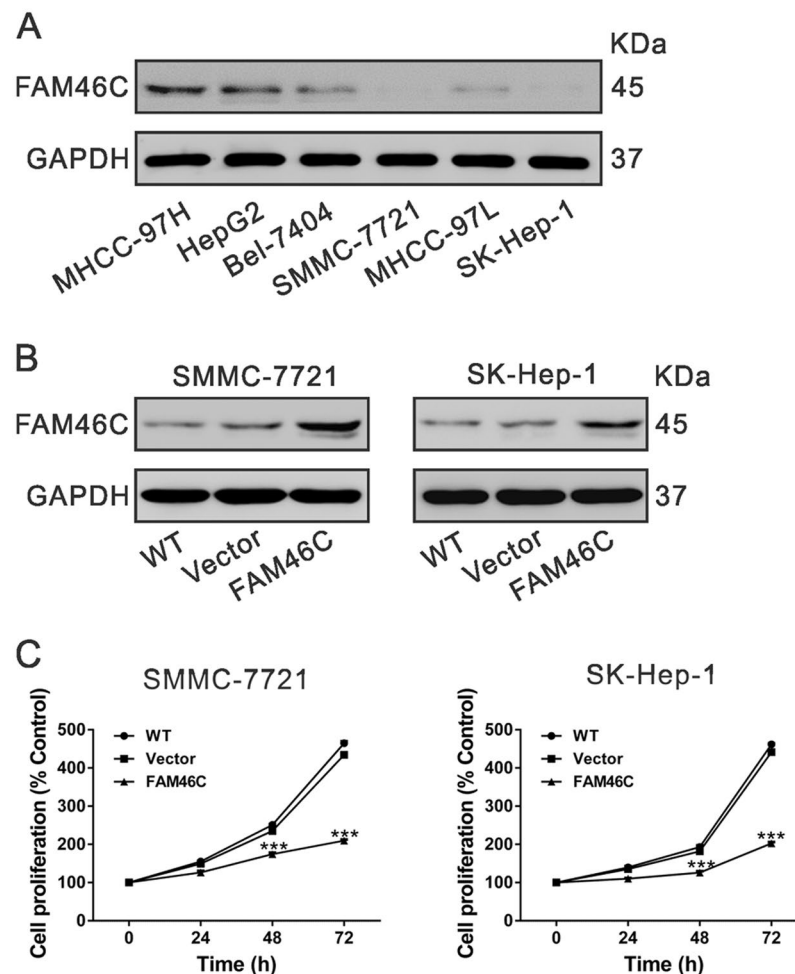 A
KDa
FAM46C
45
GAPDH
37
MHCC-97H
HepG2
Bel-7404
SMMC-7721
MHCC-97L
SK-Hep-1
B
SMMC-7721
SK-Hep-1
KDa
FAM46C
45
GAPDH
37
WT
Vector
FAM46C
WT
Vector
FAM46C
C
SMMC-7721
Cell proliferation (% Control)
500
400
300
200
100
0
WT
Vector
FAM46C
***
***
0 24 48 72
Time (h)
SK-Hep-1
Cell proliferation (% Control)
500
400
300
200
100
0
WT
Vector
FAM46C
***
***
0 24 48 72
Time (h)